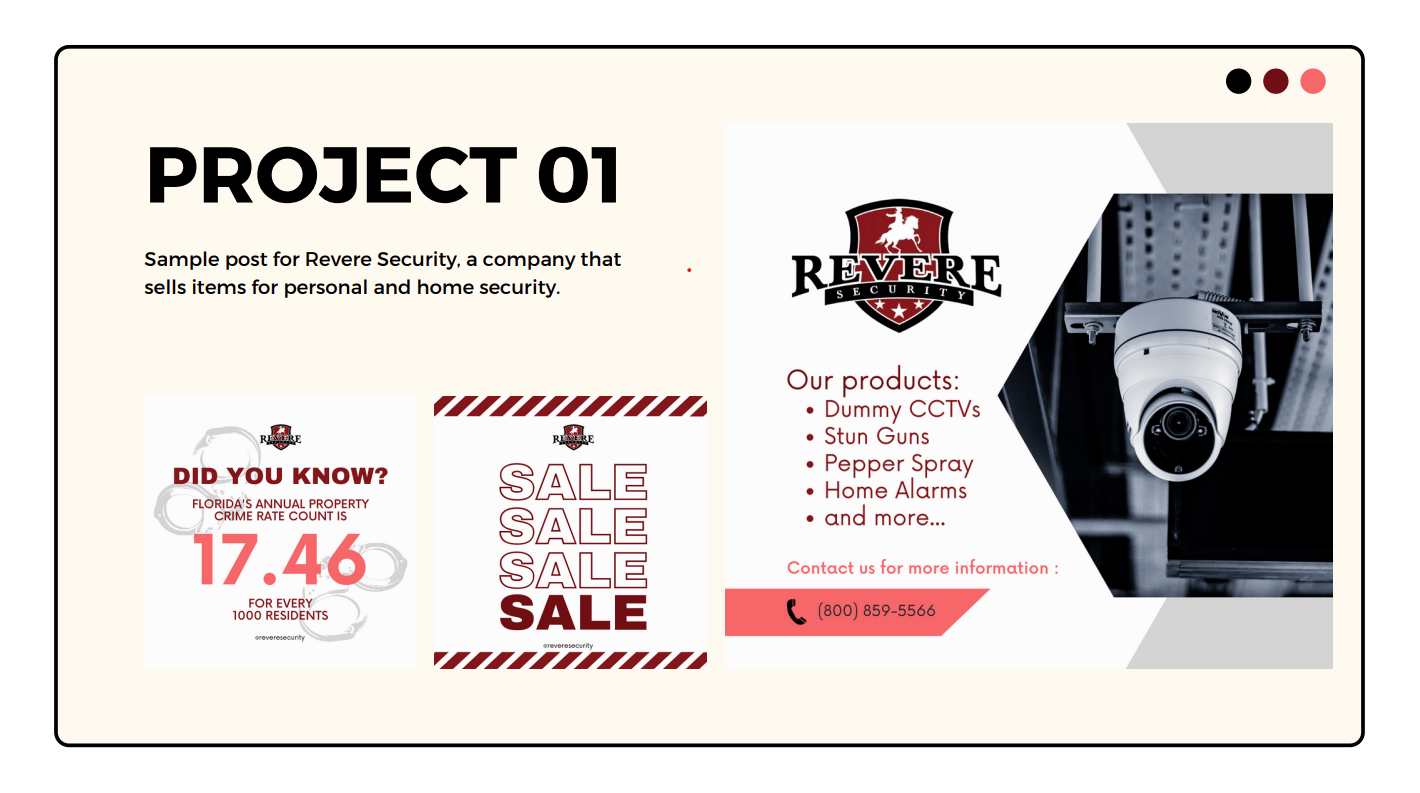 PROJECT 01
Sample post for Revere Security, a company that
sells items for personal and home security.
REVERE
DID YOU KNOW?
FLORIDA'S ANNUAL PROPERTY
CRIME RATE COUNT IS
17.46
FOR EVERY
1000 RESIDENTS
@reveresecurity
REVERE
SALE
SALE
SALE
SALE
@reveresecurity
REVERE
SECURITY
Our products:
• Dummy CCTVs
• Stun Guns
• Pepper Spray
• Home Alarms
• and more...
Contact us for more information :
(800) 859-5566